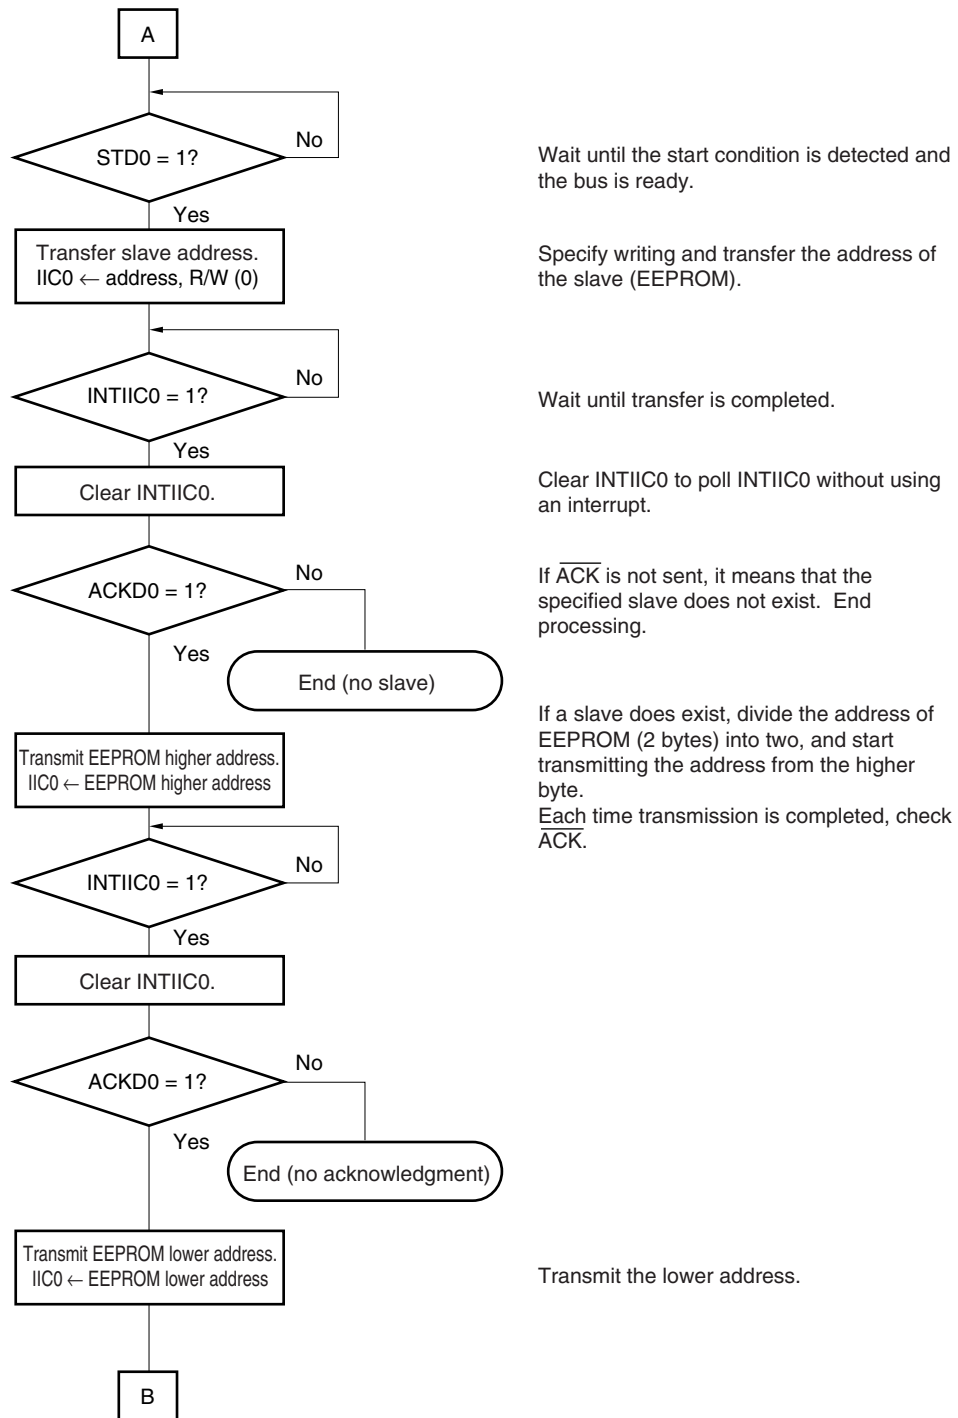 A
No
STD0 = 1?
Wait until the start condition is detected and
the bus is ready.
Yes
Transfer slave address.
IIC0 ← address, R/W (0)
Specify writing and transfer the address of
the slave (EEPROM).
No
INTIIC0 = 1?
Wait until transfer is completed.
Yes
Clear INTIIC0.
Clear INTIIC0 to poll INTIIC0 without using
an interrupt.
No
ACKD0 = 1?
If A̅C̅K̅ is not sent, it means that the
specified slave does not exist.  End
processing.
Yes
End (no slave)
If a slave does exist, divide the address of
EEPROM (2 bytes) into two, and start
transmitting the address from the higher
byte.
Each time transmission is completed, check
A̅C̅K̅.
Transmit EEPROM higher address.
IIC0 ← EEPROM higher address
No
INTIIC0 = 1?
Yes
Clear INTIIC0.
No
ACKD0 = 1?
Yes
End (no acknowledgment)
Transmit EEPROM lower address.
IIC0 ← EEPROM lower address
Transmit the lower address.
B